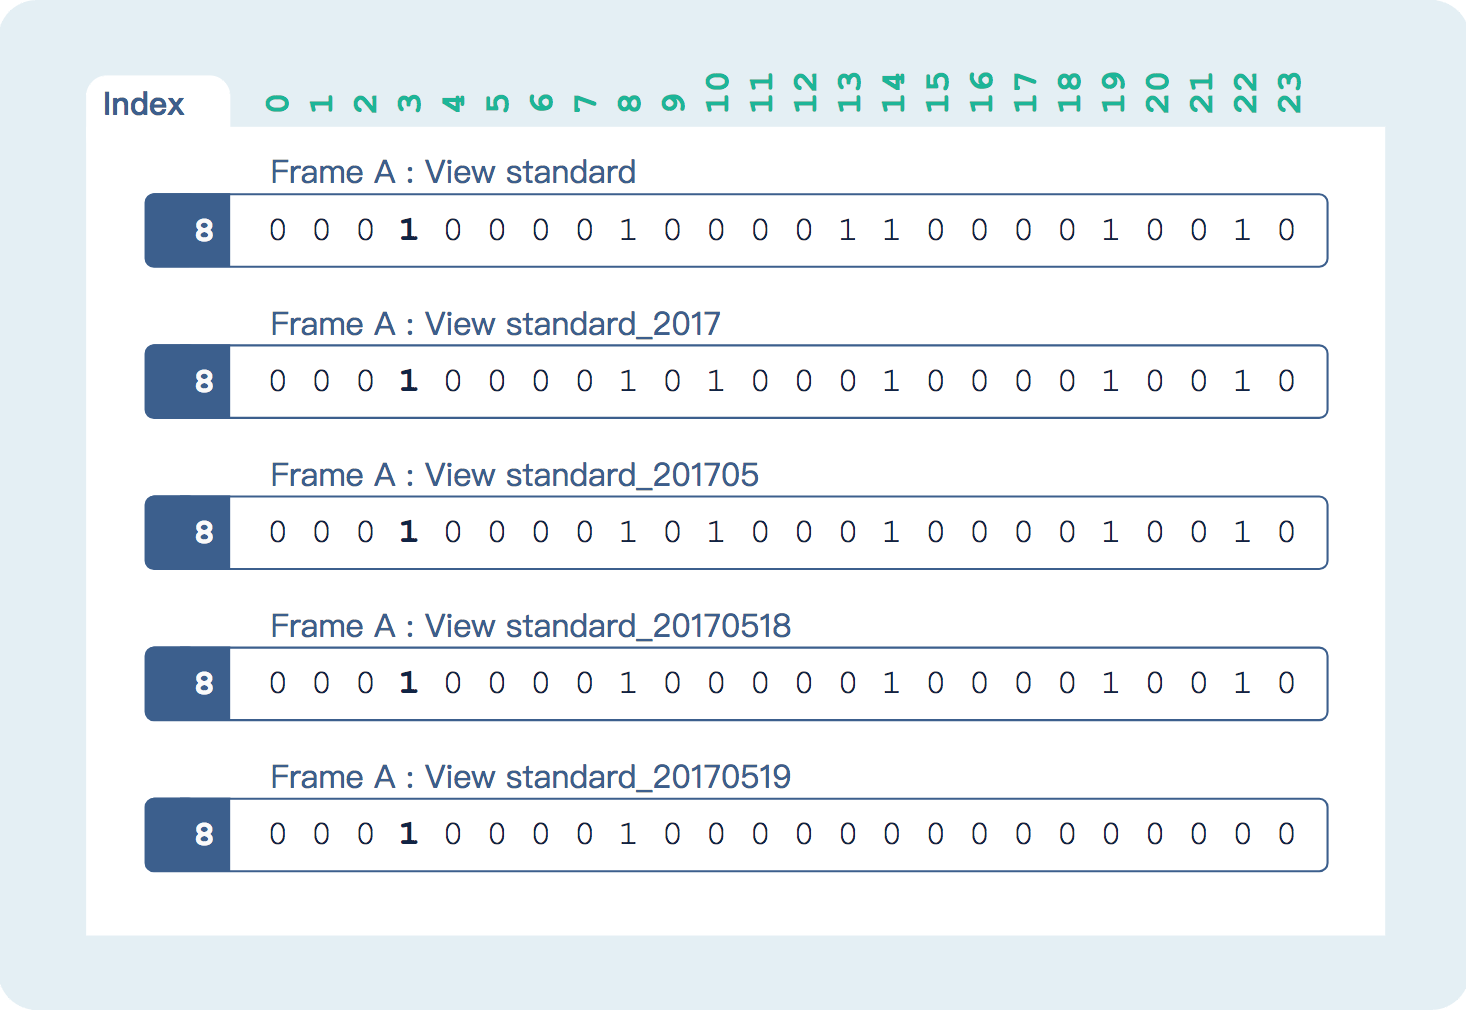 Index 0 1 2 3 4 5 6 7 8 9 10 11 12 13 14 15 16 17 18 19 20 21 22 23
Frame A : View standard
8 0 0 0 1 0 0 0 0 1 0 0 0 0 1 1 0 0 0 0 1 0 0 1 0
Frame A : View standard_2017
8 0 0 0 1 0 0 0 0 1 0 1 0 0 0 1 0 0 0 0 1 0 0 1 0
Frame A : View standard_201705
8 0 0 0 1 0 0 0 0 1 0 1 0 0 0 1 0 0 0 0 1 0 0 1 0
Frame A : View standard_20170518
8 0 0 0 1 0 0 0 0 1 0 0 0 0 0 1 0 0 0 0 1 0 0 1 0
Frame A : View standard_20170519
8 0 0 0 1 0 0 0 0 1 0 0 0 0 0 0 0 0 0 0 0 0 0 0 0